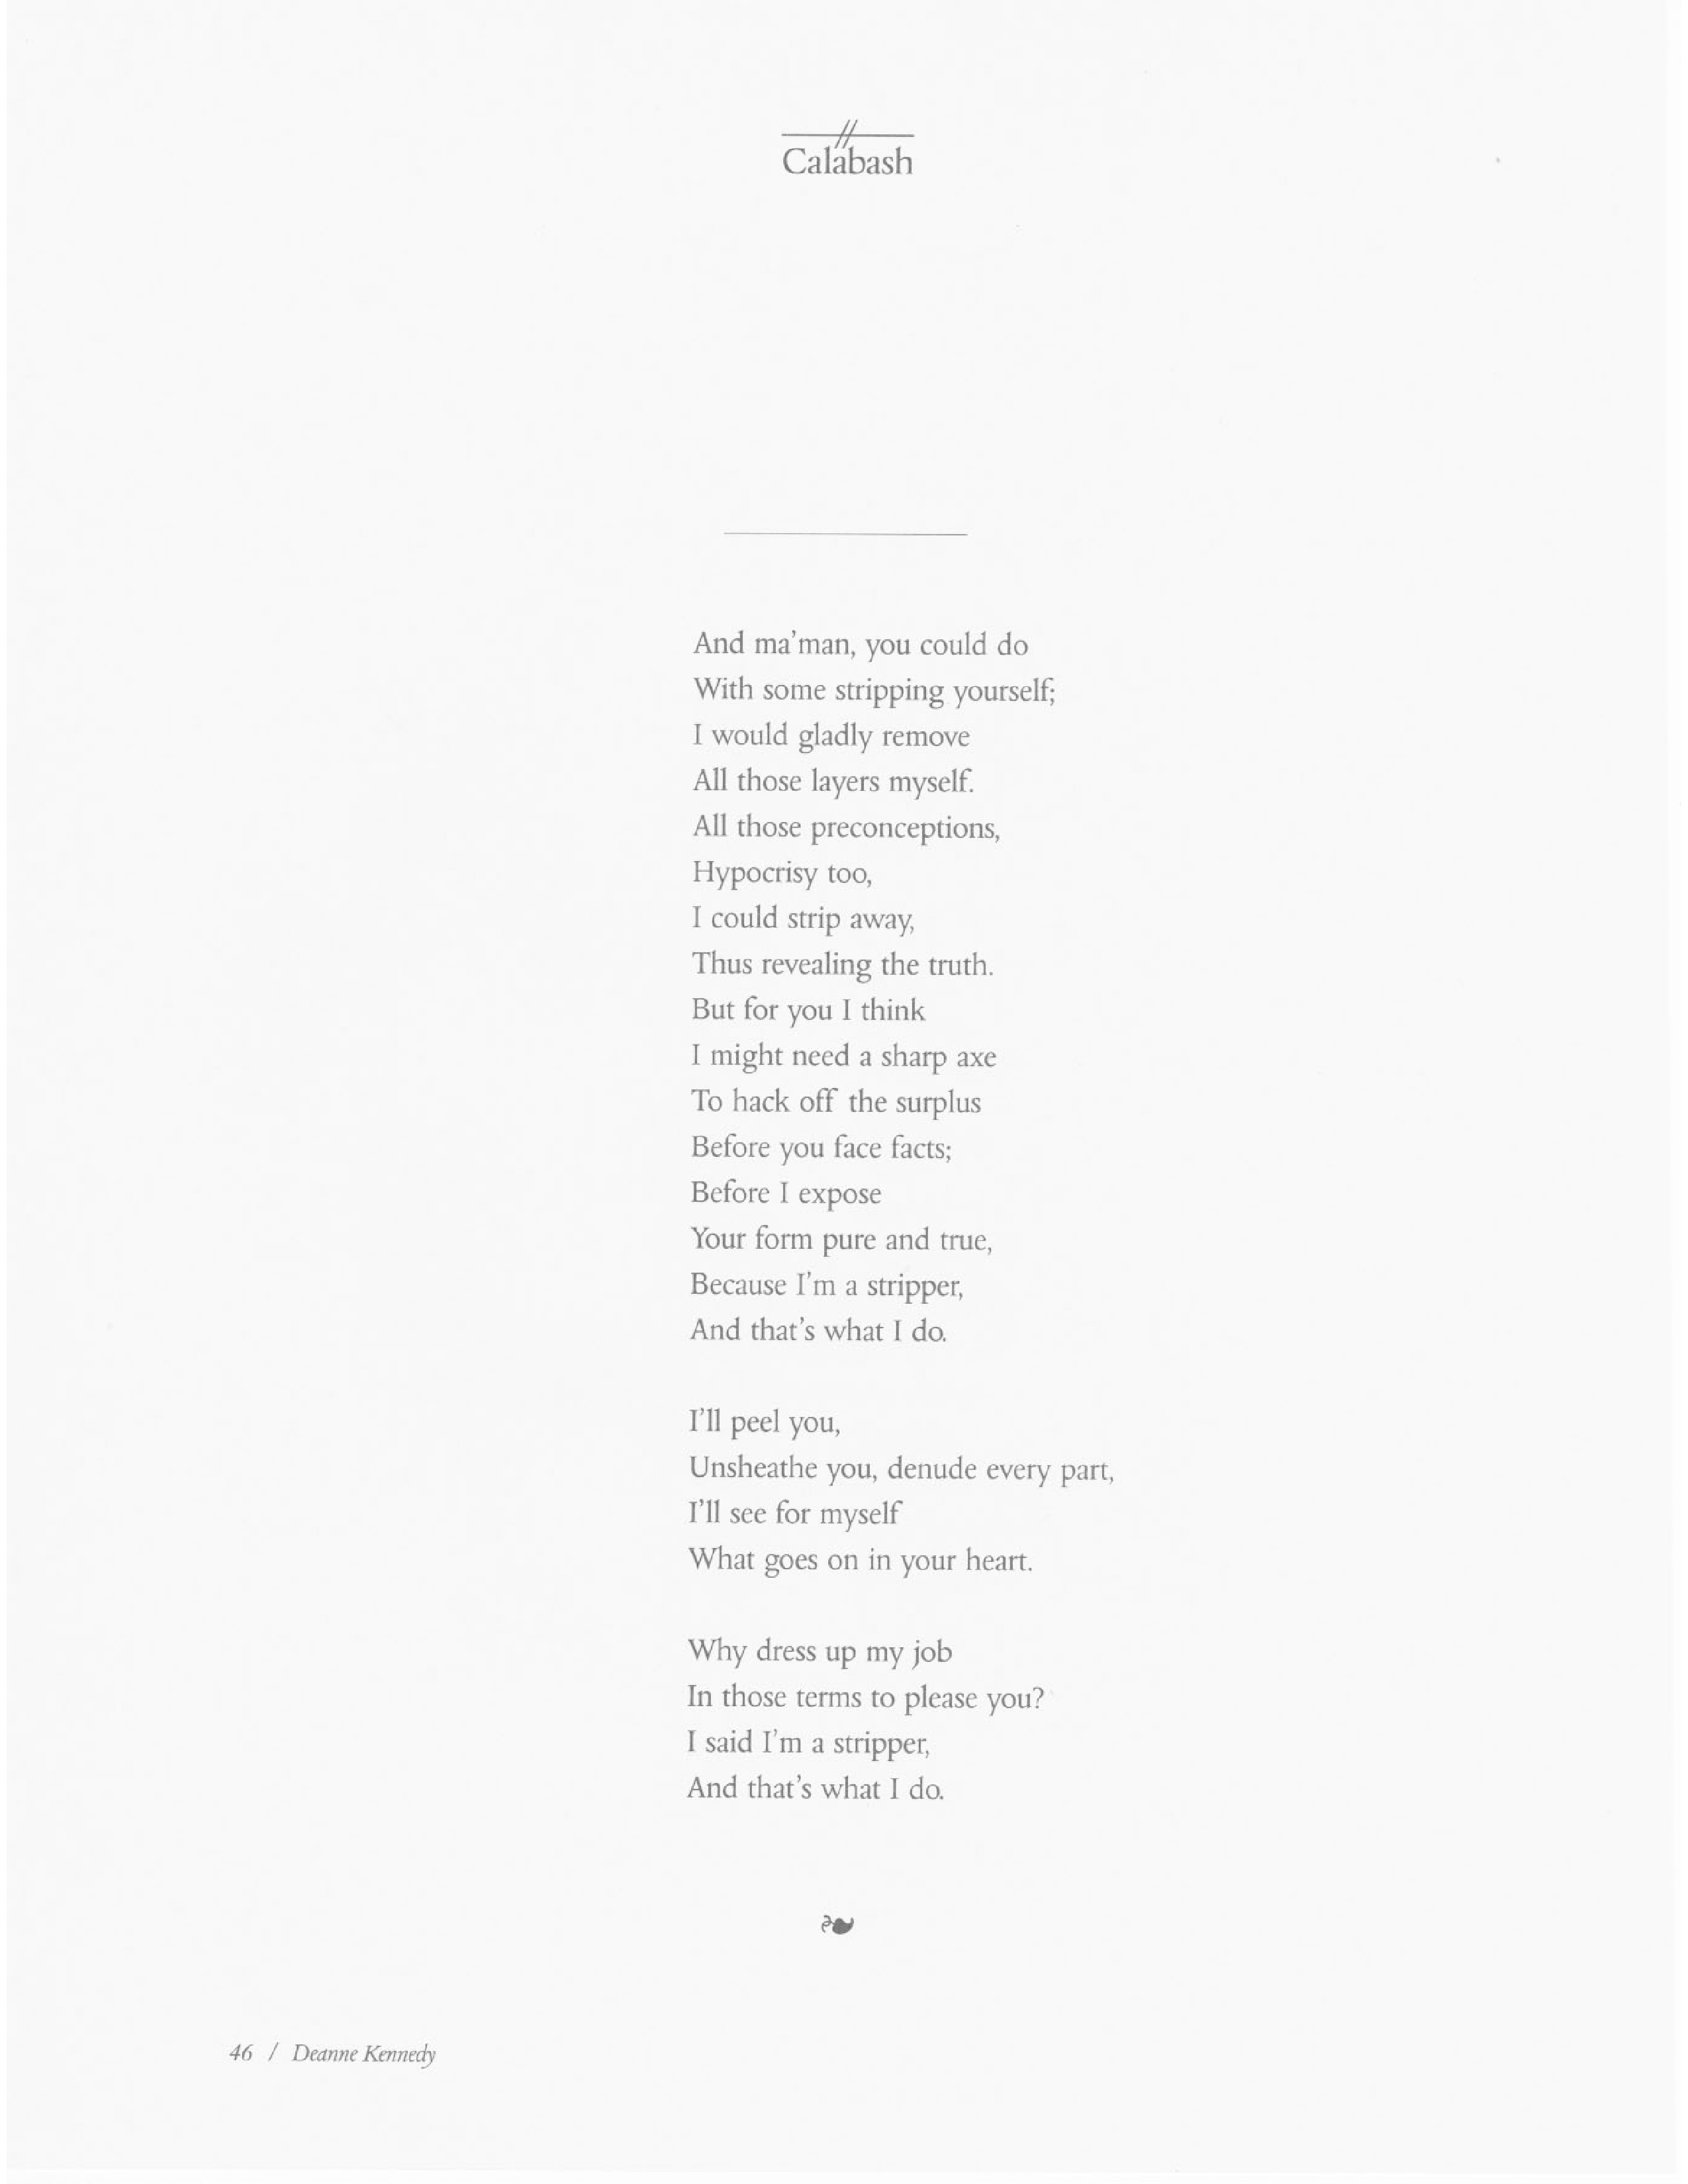 Calabash
And ma'man, you could do
With some stripping yourself;
I would gladly remove
All those layers myself.
All those preconceptions,
Hypocrisy too,
I could strip away,
Thus revealing the truth.
But for you I think
I might need a sharp axe
To hack off the surplus
Before you face facts;
Before I expose
Your form pure and true,
Because I'm a stripper,
And that's what I do.
I'll peel you,
Unsheathe you, denude every part,
I'll see for myself
What goes on in your heart.
Why dress up my job
In those terms to please you?
I said I'm a stripper,
And that's what I do.
46 / Deanne Kennedy